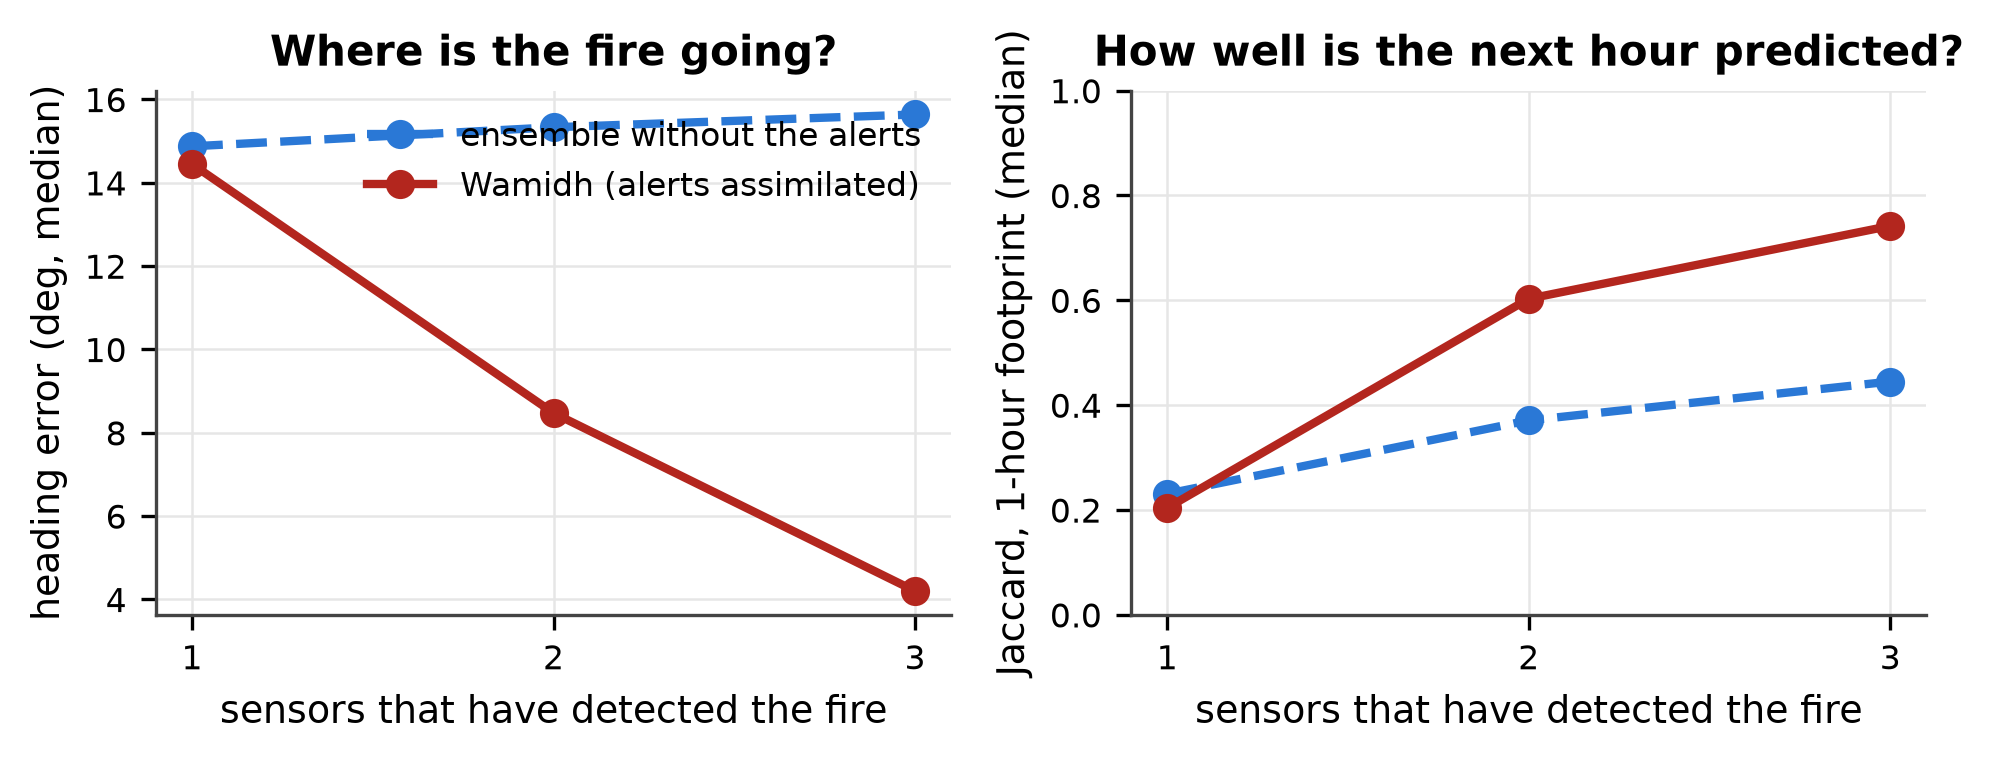 Where is the fire going?
heading error (deg, median)
16
14
12
10
8
6
4
ensemble without the alerts
Wamidh (alerts assimilated)
1
2
3
sensors that have detected the fire
How well is the next hour predicted?
Jaccard, 1-hour footprint (median)
1.0
0.8
0.6
0.4
0.2
0.0
1
2
3
sensors that have detected the fire